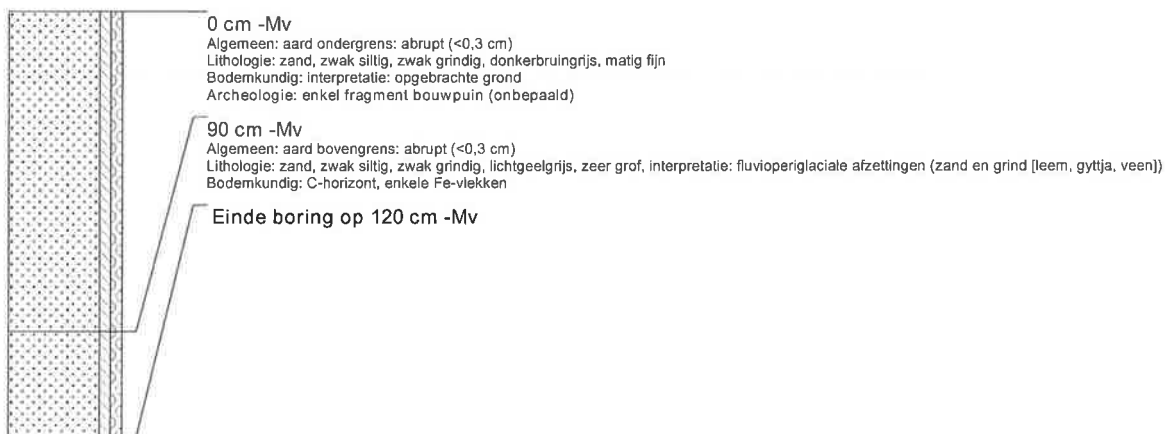 0 cm -Mv
Algemeen: aard ondergrens: abrupt (<0,3 cm)
Lithologie: zand, zwak siltig, zwak grindig, donkerbruingrijs, matig fijn
Bodemkundig: interpretatie: opgebrachte grond
Archeologie: enkel fragment bouwpuin (onbepaald)
90 cm -Mv
Algemeen: aard bovengrens: abrupt (<0,3 cm)
Lithologie: zand, zwak siltig, zwak grindig, lichtgeelgrijs, zeer grof, interpretatie: fluvioperiglaciale afzettingen (zand en grind [leem, gyttja, veen])
Bodemkundig: C-horizont, enkele Fe-vlekken
Einde boring op 120 cm -Mv